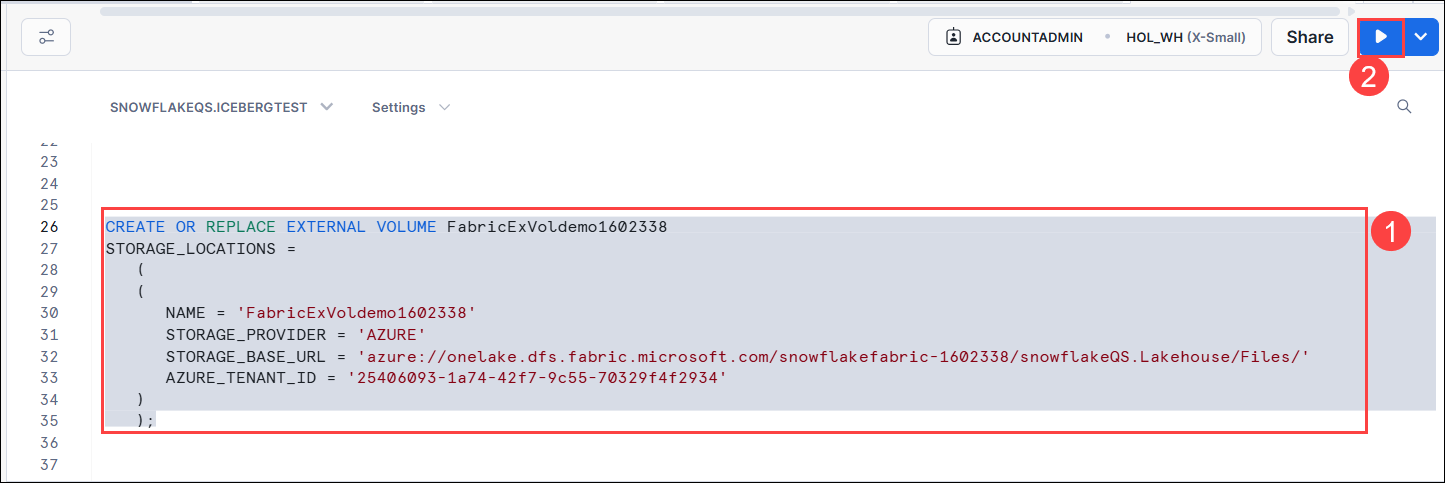 ACCOUNTADMIN • HOL_WH (X-Small)
Share
2
SNOWFLAKEQS.ICEBERGTEST
Settings
22
23
24
25
26 CREATE OR REPLACE EXTERNAL VOLUME FabricExVoldemo1602338
1
27 STORAGE_LOCATIONS =
28 (
29 (
30 NAME = 'FabricExVoldemo1602338'
31 STORAGE_PROVIDER = 'AZURE'
32 STORAGE_BASE_URL = 'azure://onelake.dfs.fabric.microsoft.com/snowflakefabric-1602338/snowflakeQS.Lakehouse/Files/'
33 AZURE_TENANT_ID = '25406093-1a74-42f7-9c55-70329f4f2934'
34 )
35 );
36
37